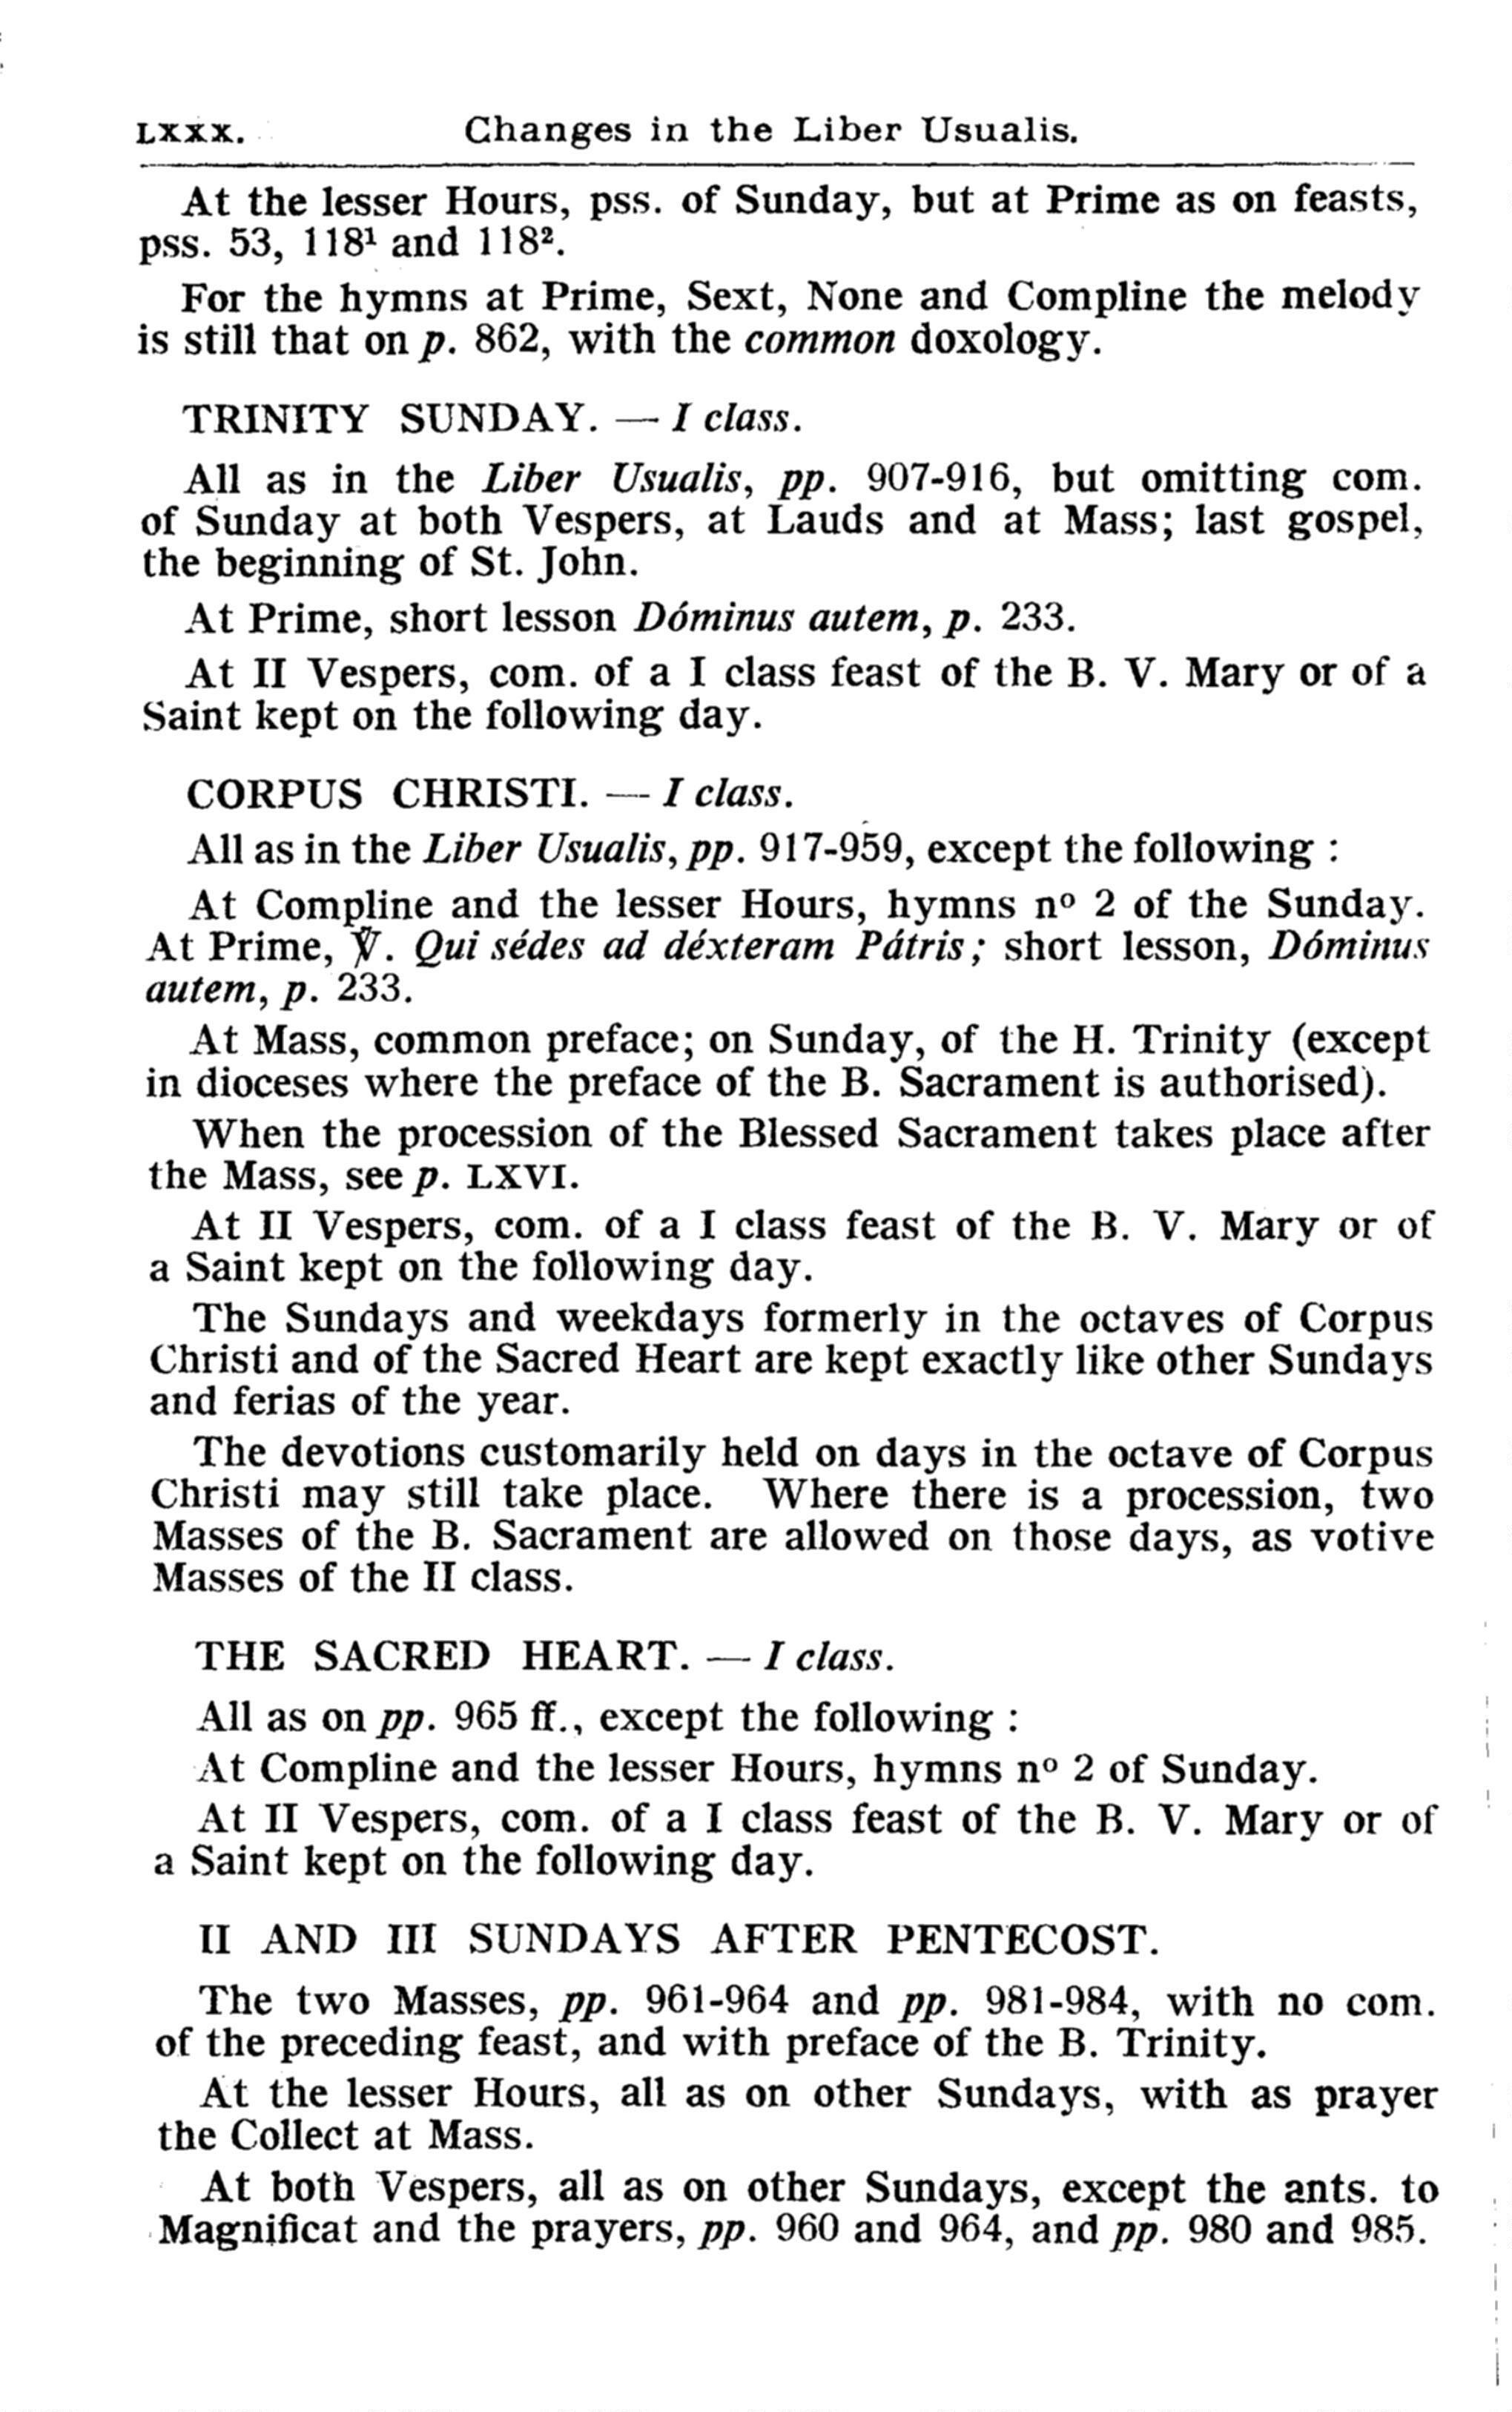 LXXX. Changes in the Liber Usualis.
At the lesser Hours, pss. of Sunday, but at Prime as on feasts,
pss. 53, 118¹ and 118².
For the hymns at Prime, Sext, None and Compline the melody
is still that on p. 862, with the common doxology.
TRINITY SUNDAY. — I class.
All as in the Liber Usualis, pp. 907-916, but omitting com.
of Sunday at both Vespers, at Lauds and at Mass; last gospel,
the beginning of St. John.
At Prime, short lesson Dóminus autem, p. 233.
At II Vespers, com. of a I class feast of the B. V. Mary or of a
Saint kept on the following day.
CORPUS CHRISTI. — I class.
All as in the Liber Usualis, pp. 917-959, except the following :
At Compline and the lesser Hours, hymns nº 2 of the Sunday.
At Prime, ℣. Qui sédes ad déxteram Pátris; short lesson, Dóminus
autem, p. 233.
At Mass, common preface; on Sunday, of the H. Trinity (except
in dioceses where the preface of the B. Sacrament is authorised).
When the procession of the Blessed Sacrament takes place after
the Mass, see p. LXVI.
At II Vespers, com. of a I class feast of the B. V. Mary or of
a Saint kept on the following day.
The Sundays and weekdays formerly in the octaves of Corpus
Christi and of the Sacred Heart are kept exactly like other Sundays
and ferias of the year.
The devotions customarily held on days in the octave of Corpus
Christi may still take place. Where there is a procession, two
Masses of the B. Sacrament are allowed on those days, as votive
Masses of the II class.
THE SACRED HEART. — I class.
All as on pp. 965 ff., except the following :
At Compline and the lesser Hours, hymns nº 2 of Sunday.
At II Vespers, com. of a I class feast of the B. V. Mary or of
a Saint kept on the following day.
II AND III SUNDAYS AFTER PENTECOST.
The two Masses, pp. 961-964 and pp. 981-984, with no com.
of the preceding feast, and with preface of the B. Trinity.
At the lesser Hours, all as on other Sundays, with as prayer
the Collect at Mass.
At both Vespers, all as on other Sundays, except the ants. to
Magnificat and the prayers, pp. 960 and 964, and pp. 980 and 985.